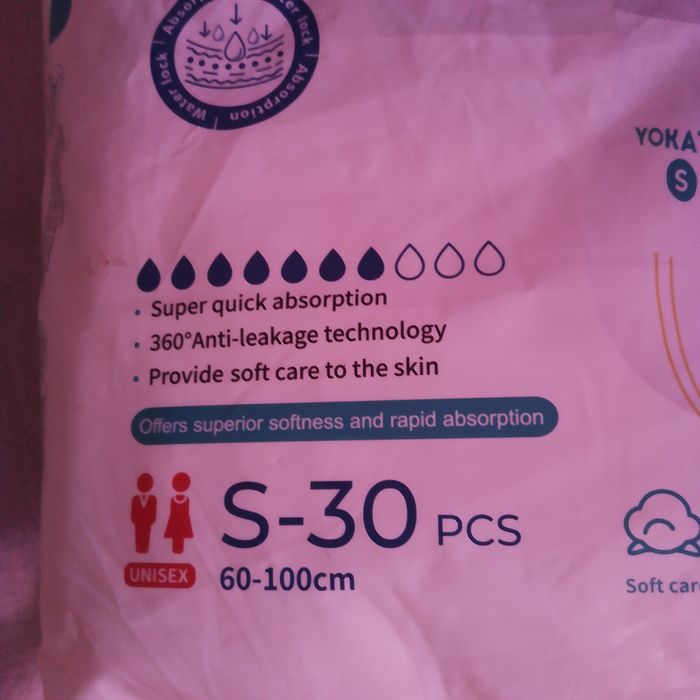 Water lock
Absorption
YOKA
S
Super quick absorption
360°Anti-leakage technology
Provide soft care to the skin
Offers superior softness and rapid absorption
S-30 PCS
UNISEX
60-100cm
Soft